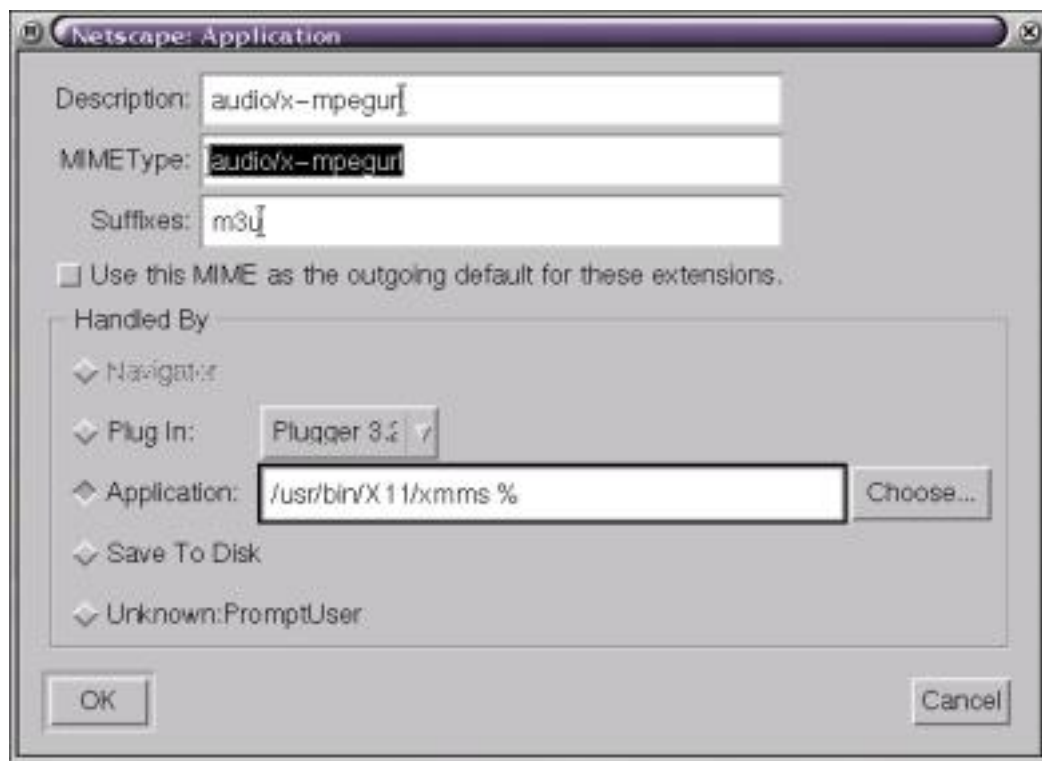 Netscape: Application
Description: audio/x-mpegurl
MIMEType: audio/x-mpegurl
Suffixes: m3u
Use this MIME as the outgoing default for these extensions.
Handled By
Navigator
Plug In: Plugger 3.2
Application: /usr/bin/X11/xmms % Choose...
Save To Disk
Unknown:PromptUser
OK Cancel